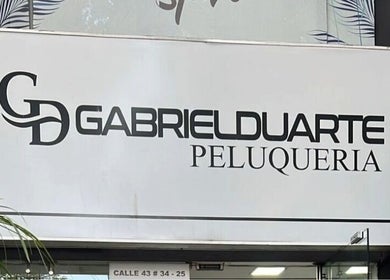 GD GABRIELDUARTE
PELUQUERIA
CALLE 43 # 34 - 25